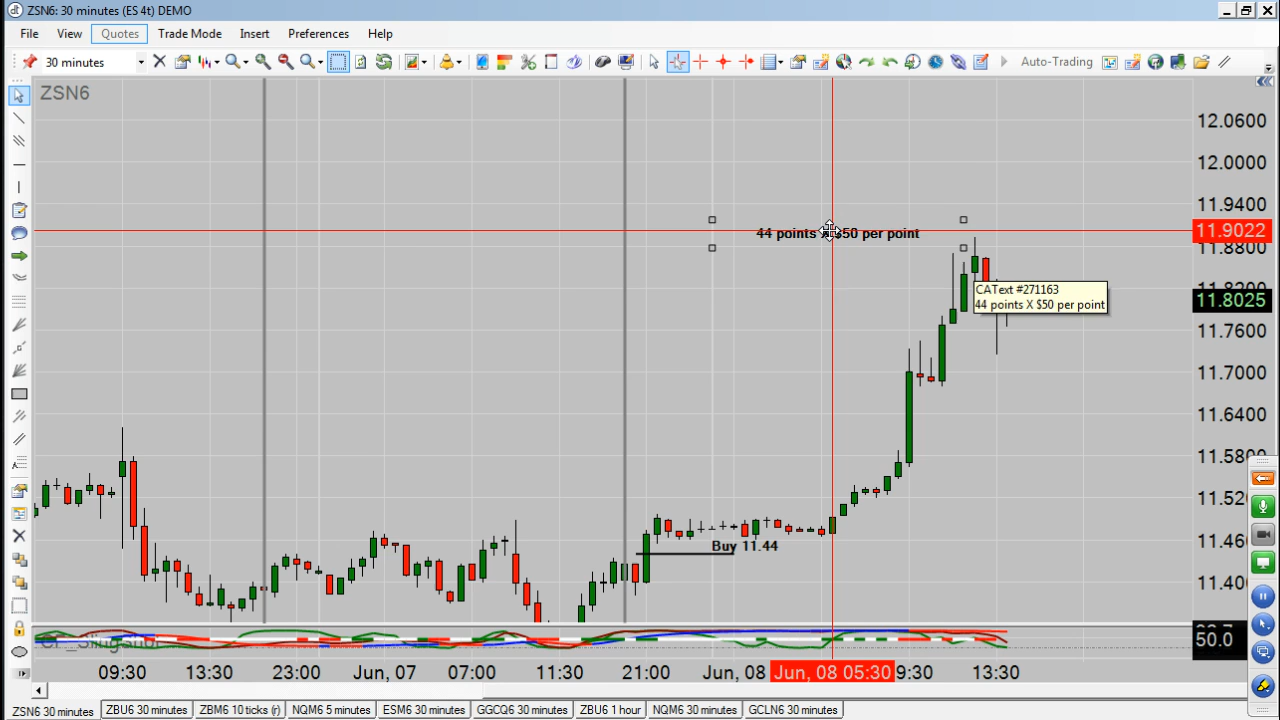 ZSN6: 30 minutes (ES 4t) DEMO
File View Quotes Trade Mode Insert Preferences Help
30 minutes
Auto-Trading
ZSN6
12.0600
12.0000
11.9400
11.9022
11.8800
44 points X $50 per point
CAText #271163
44 points X $50 per point
11.8025
11.7600
11.7000
11.6400
11.5800
11.52
11.46
11.40
Buy 11.44
50.0
09:30 13:30 23:00 Jun, 07 07:00 11:30 21:00 Jun, 08 Jun, 08 05:30 9:30 13:30
ZSN6 30 minutes ZBU6 30 minutes ZBM6 10 ticks (r) NQM6 5 minutes ESM6 30 minutes GGCQ6 30 minutes ZBU6 1 hour NQM6 30 minutes GCLN6 30 minutes